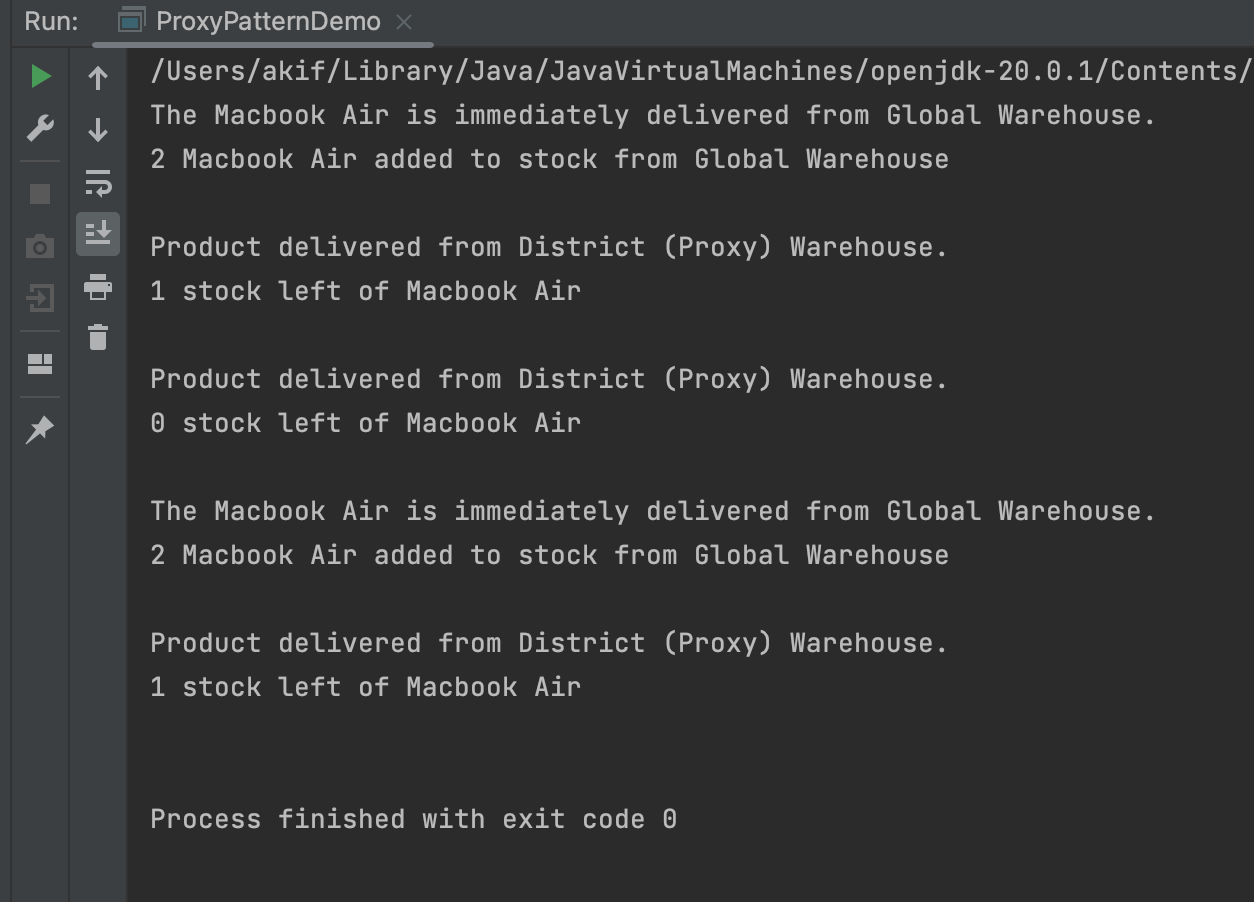 Run: ProxyPatternDemo
/Users/akif/Library/Java/JavaVirtualMachines/openjdk-20.0.1/Contents/
The Macbook Air is immediately delivered from Global Warehouse.
2 Macbook Air added to stock from Global Warehouse
Product delivered from District (Proxy) Warehouse.
1 stock left of Macbook Air
Product delivered from District (Proxy) Warehouse.
0 stock left of Macbook Air
The Macbook Air is immediately delivered from Global Warehouse.
2 Macbook Air added to stock from Global Warehouse
Product delivered from District (Proxy) Warehouse.
1 stock left of Macbook Air
Process finished with exit code 0